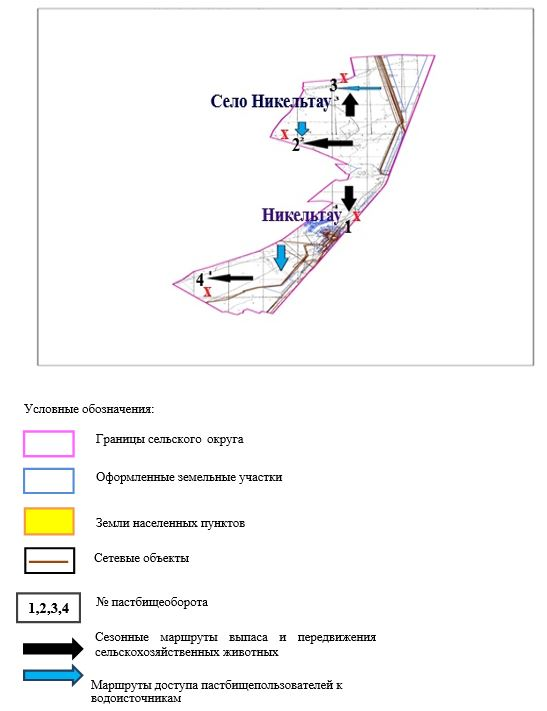 3 x
Село Никельтау
x
2
Никельтау
x
1
4
x
Условные обозначения:
Границы сельского округа
Оформленные земельные участки
Земли населенных пунктов
Сетевые объекты
1,2,3,4 № пастбищеоборота
Сезонные маршруты выпаса и передвижения
сельскохозяйственных животных
Маршруты доступа пастбищепользователей к
водоисточникам